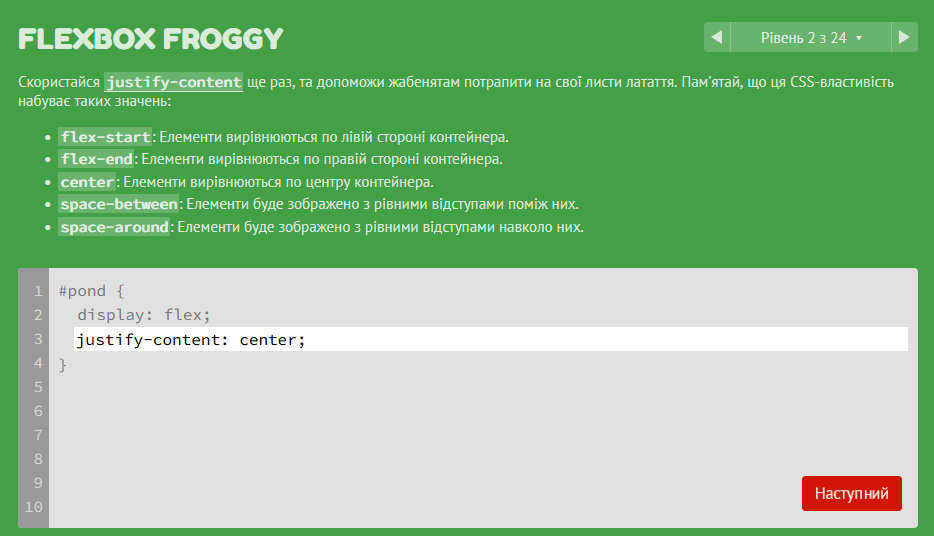 FLEXBOX FROGGY
Рівень 2 з 24
Скористайся justify-content ще раз, та допоможи жабенятам потрапити на свої листи латаття. Пам'ятай, що ця CSS-властивість
набуває таких значень:
flex-start: Елементи вирівнюються по лівій стороні контейнера.
flex-end: Елементи вирівнюються по правій стороні контейнера.
center: Елементи вирівнюються по центру контейнера.
space-between: Елементи буде зображено з рівними відступами поміж них.
space-around: Елементи буде зображено з рівними відступами навколо них.
1 #pond {
2 display: flex;
3 justify-content: center;
4 }
5
6
7
8
9
10
Наступний